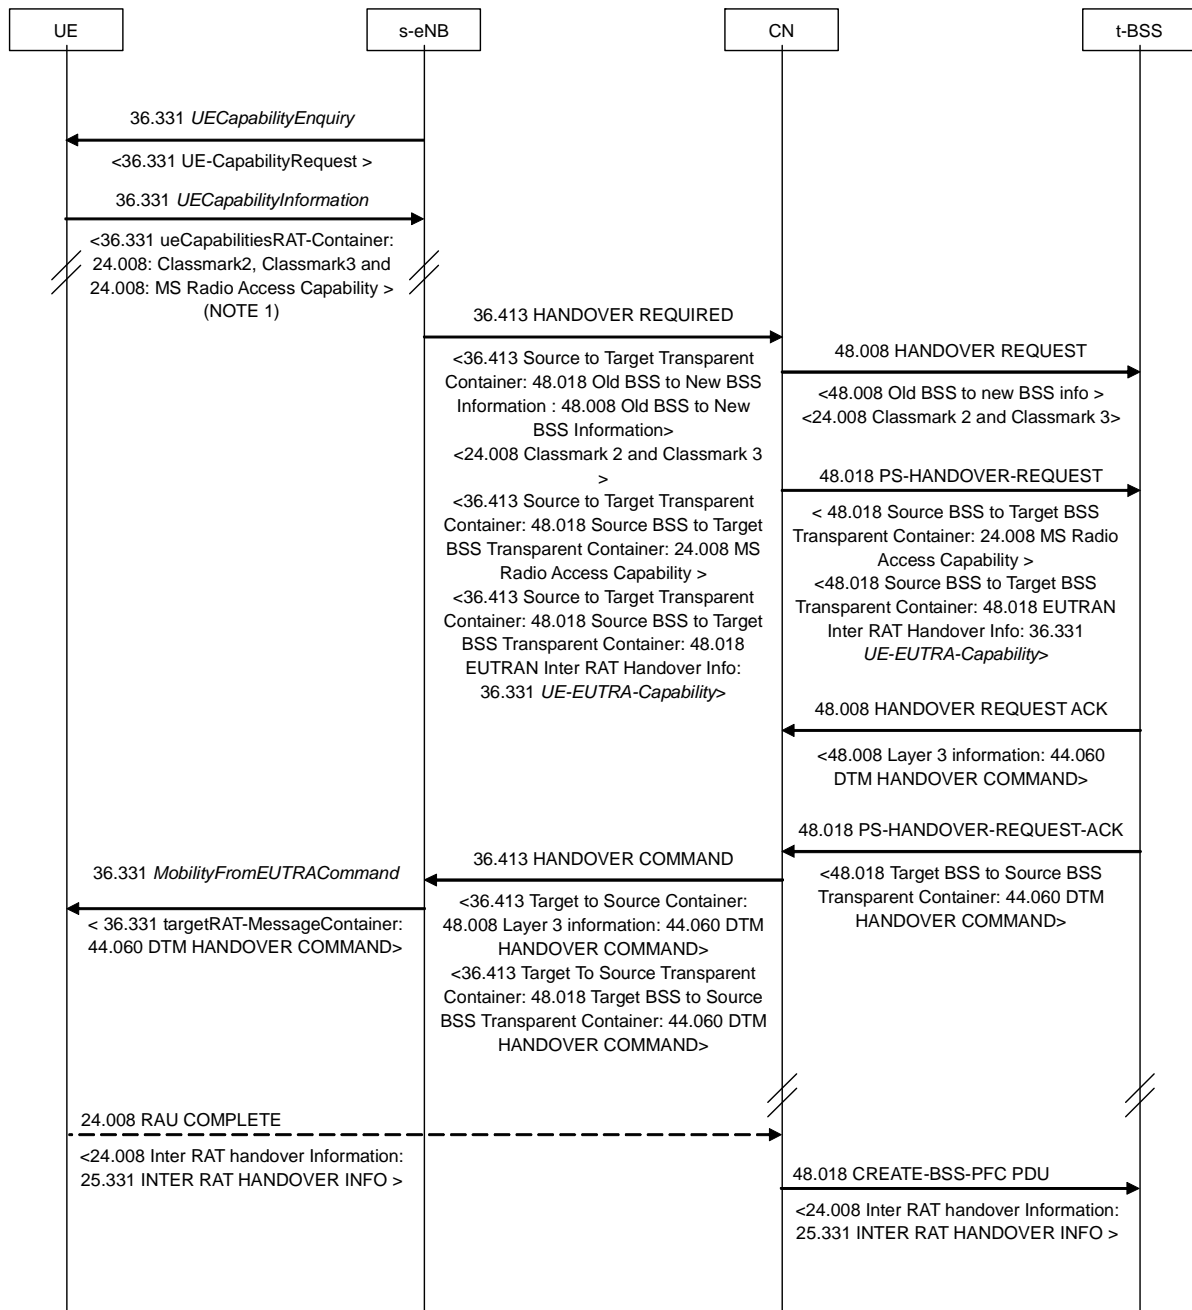 UE
s-eNB
CN
t-BSS
36.331 UECapabilityEnquiry
<36.331 UE-CapabilityRequest >
36.331 UECapabilityInformation
<36.331 ueCapabilitiesRAT-Container:
24.008: Classmark2, Classmark3 and
24.008: MS Radio Access Capability >
(NOTE 1)
36.413 HANDOVER REQUIRED
<36.413 Source to Target Transparent
Container: 48.018 Old BSS to New BSS
Information : 48.008 Old BSS to New
BSS Information>
<24.008 Classmark 2 and Classmark 3
>
<36.413 Source to Target Transparent
Container: 48.018 Source BSS to Target
BSS Transparent Container: 24.008 MS
Radio Access Capability >
<36.413 Source to Target Transparent
Container: 48.018 Source BSS to Target
BSS Transparent Container: 48.018
EUTRAN Inter RAT Handover Info:
36.331 UE-EUTRA-Capability>
48.008 HANDOVER REQUEST
<48.008 Old BSS to new BSS info >
<24.008 Classmark 2 and Classmark 3>
48.018 PS-HANDOVER-REQUEST
< 48.018 Source BSS to Target BSS
Transparent Container: 24.008 MS Radio
Access Capability >
<48.018 Source BSS to Target BSS
Transparent Container: 48.018 EUTRAN
Inter RAT Handover Info: 36.331
UE-EUTRA-Capability>
48.008 HANDOVER REQUEST ACK
<48.008 Layer 3 information: 44.060
DTM HANDOVER COMMAND>
48.018 PS-HANDOVER-REQUEST-ACK
<48.018 Target BSS to Source BSS
Transparent Container: 44.060 DTM
HANDOVER COMMAND>
36.413 HANDOVER COMMAND
<36.413 Target to Source Container:
48.008 Layer 3 information: 44.060 DTM
HANDOVER COMMAND>
<36.413 Target To Source Transparent
Container: 48.018 Target BSS to Source
BSS Transparent Container: 44.060 DTM
HANDOVER COMMAND>
36.331 MobilityFromEUTRACommand
< 36.331 targetRAT-MessageContainer:
44.060 DTM HANDOVER COMMAND>
24.008 RAU COMPLETE
<24.008 Inter RAT handover Information:
25.331 INTER RAT HANDOVER INFO >
48.018 CREATE-BSS-PFC PDU
<24.008 Inter RAT handover Information:
25.331 INTER RAT HANDOVER INFO >